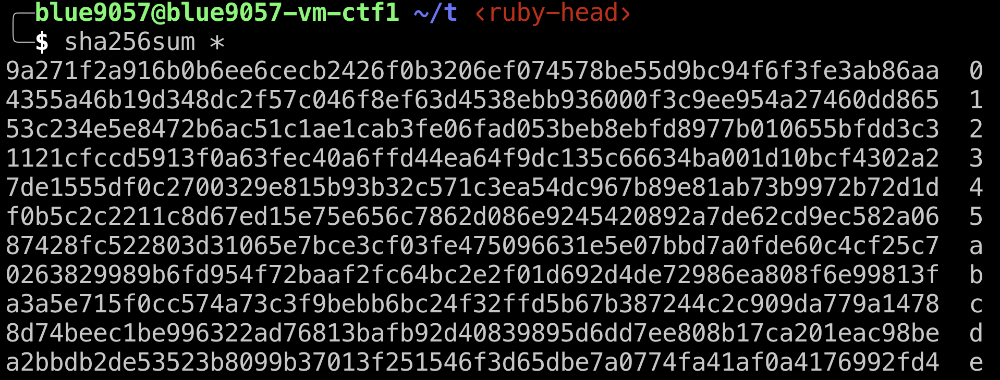 blue9057@blue9057-vm-ctf1 ~/t ‹ruby-head›
$ sha256sum *
9a271f2a916b0b6ee6cecb2426f0b3206ef074578be55d9bc94f6f3fe3ab86aa  0
4355a46b19d348dc2f57c046f8ef63d4538ebb936000f3c9ee954a27460dd865  1
53c234e5e8472b6ac51c1ae1cab3fe06fad053beb8ebfd8977b010655bfdd3c3  2
1121cfccd5913f0a63fec40a6ffd44ea64f9dc135c66634ba001d10bcf4302a2  3
7de1555df0c2700329e815b93b32c571c3ea54dc967b89e81ab73b9972b72d1d  4
f0b5c2c2211c8d67ed15e75e656c7862d086e9245420892a7de62cd9ec582a06  5
87428fc522803d31065e7bce3cf03fe475096631e5e07bbd7a0fde60c4cf25c7  a
0263829989b6fd954f72baaf2fc64bc2e2f01d692d4de72986ea808f6e99813f  b
a3a5e715f0cc574a73c3f9bebb6bc24f32ffd5b67b387244c2c909da779a1478  c
8d74beec1be996322ad76813bafb92d40839895d6dd7ee808b17ca201eac98be  d
a2bbdb2de53523b8099b37013f251546f3d65dbe7a0774fa41af0a4176992fd4  e